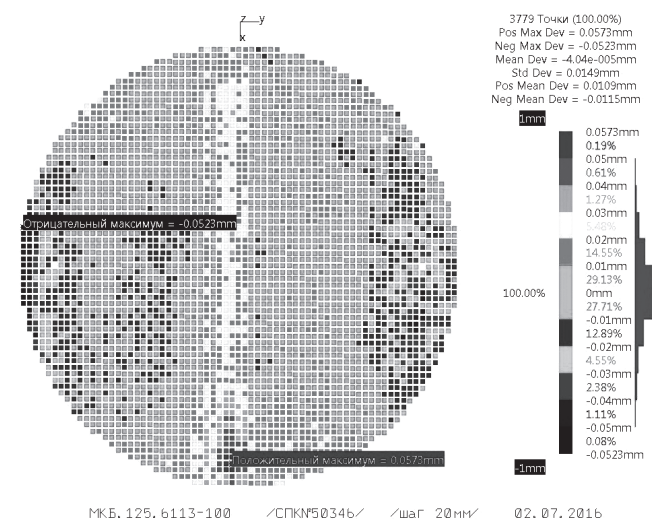 z
y
x
3779 Точки (100.00%)
Pos Max Dev = 0.0573mm
Neg Max Dev = -0.0523mm
Mean Dev = -4.04e-005mm
Std Dev = 0.0149mm
Pos Mean Dev = 0.0109mm
Neg Mean Dev = -0.0115mm
1mm
0.0573mm
0.19%
0.05mm
0.61%
0.04mm
1.27%
0.03mm
5.48%
0.02mm
14.55%
0.01mm
29.13%
100.00% 0mm
27.71%
-0.01mm
12.89%
-0.02mm
4.55%
-0.03mm
2.38%
-0.04mm
1.11%
-0.05mm
0.08%
-0.0523mm
-1mm
Отрицательный максимум = -0.0523mm
Положительный максимум = 0.0573mm
МКБ.125.6113-100 /СПК№50346/ /шаг 20мм/ 02.07.2016